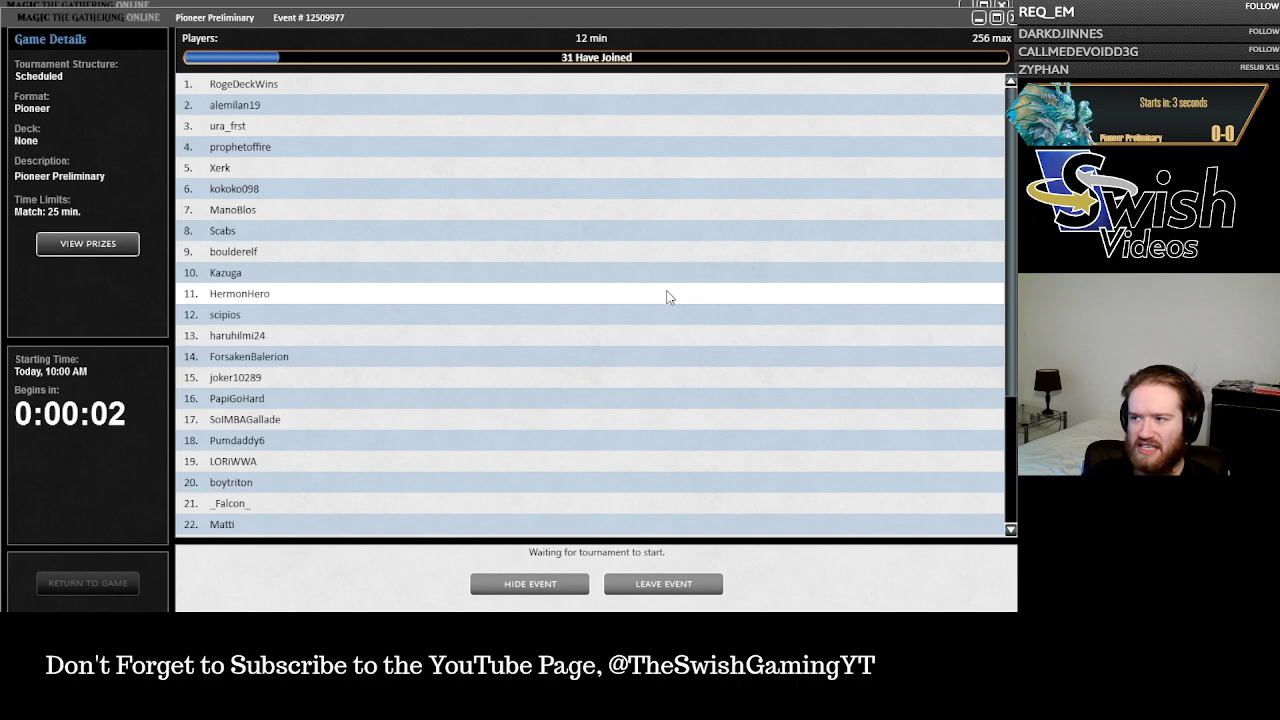 MAGIC THE GATHERING ONLINE
MAGIC THE GATHERING ONLINE Pioneer Preliminary Event # 12509977
Game Details
Tournament Structure:
Scheduled
Format:
Pioneer
Deck:
None
Description:
Pioneer Preliminary
Time Limits:
Match: 25 min.
VIEW PRIZES
Starting Time:
Today, 10:00 AM
Begins in:
0:00:02
RETURN TO GAME
Players: 12 min 256 max
31 Have Joined
1. RogeDeckWins
2. alemilan19
3. ura_frst
4. prophetoffire
5. Xerk
6. kokoko098
7. ManoBlos
8. Scabs
9. boulderelf
10. Kazuga
11. HermonHero
12. scipios
13. haruhilmi24
14. ForsakenBalerion
15. joker10289
16. PapiGoHard
17. SoIMBAGallade
18. Pumdaddy6
19. LORiWWA
20. boytriton
21. _Falcon_
22. Matti
Waiting for tournament to start.
HIDE EVENT LEAVE EVENT
REQ_EM FOLLOW
DARKDJINNES FOLLOW
CALLMEDEVOIDD3G FOLLOW
ZYPHAN RESUB X15
Starts in: 3 seconds
Pioneer Preliminary 0-0
Swish
Videos
Don't Forget to Subscribe to the YouTube Page, @TheSwishGamingYT